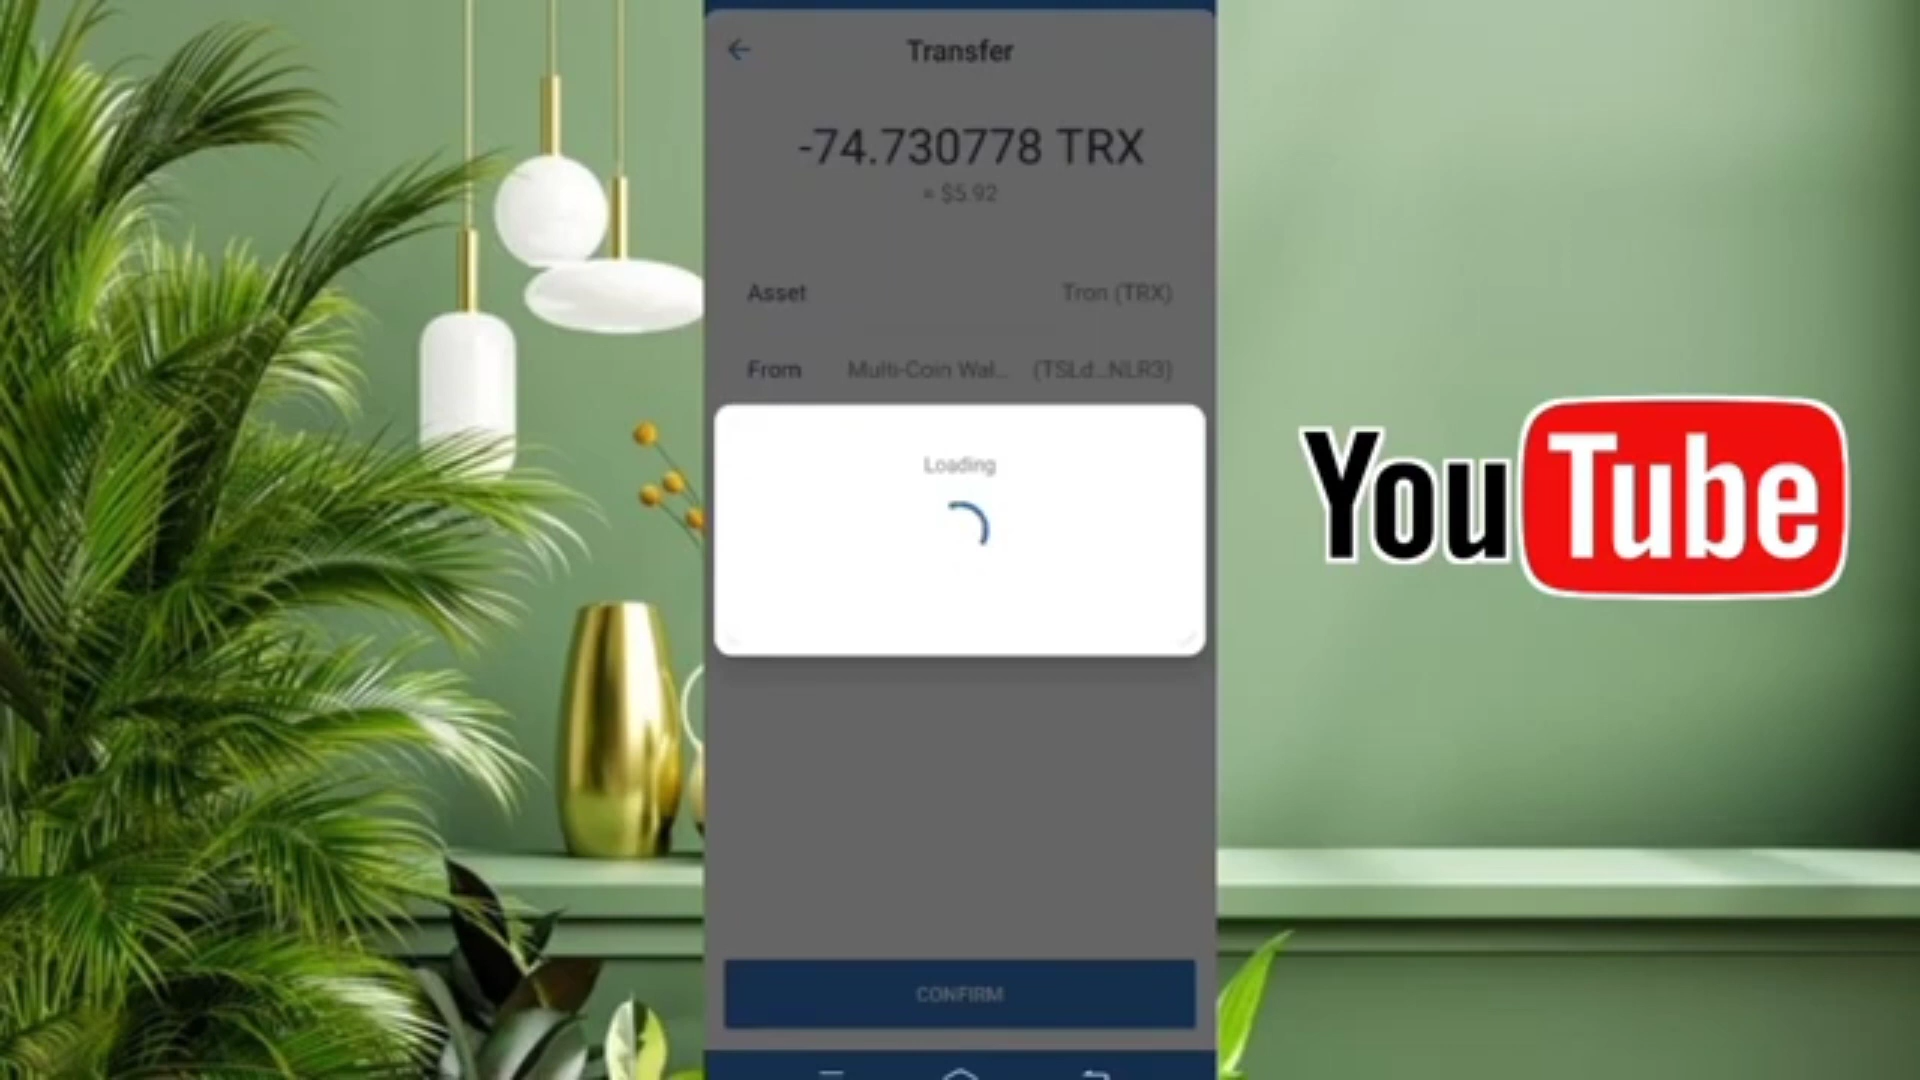 Transfer
-74.730778 TRX
≈ $5.92
Asset Tron (TRX)
From Multi-Coin Wal... (TSLd...NLR3)
Loading
CONFIRM
YouTube